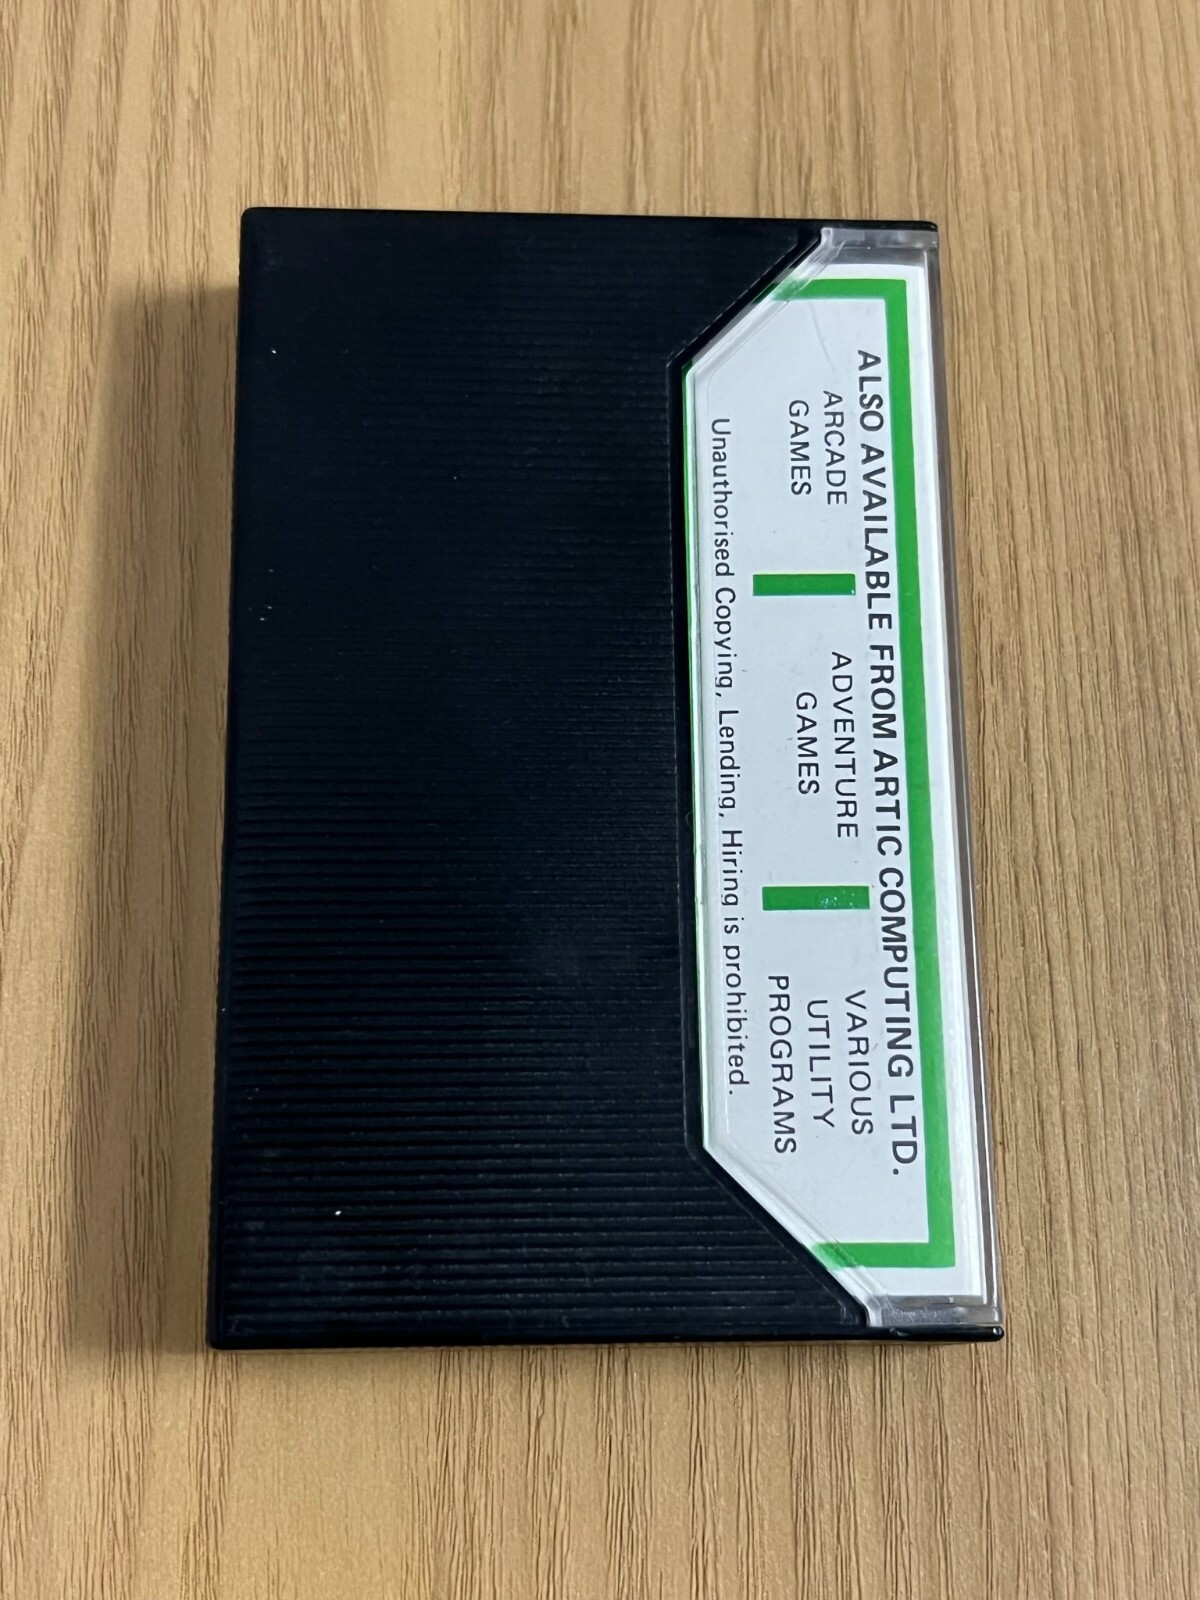 ALSO AVAILABLE FROM ARTIC COMPUTING LTD.
ARCADE
GAMES
ADVENTURE
GAMES
VARIOUS
UTILITY
PROGRAMS
Unauthorised Copying, Lending, Hiring is prohibited.